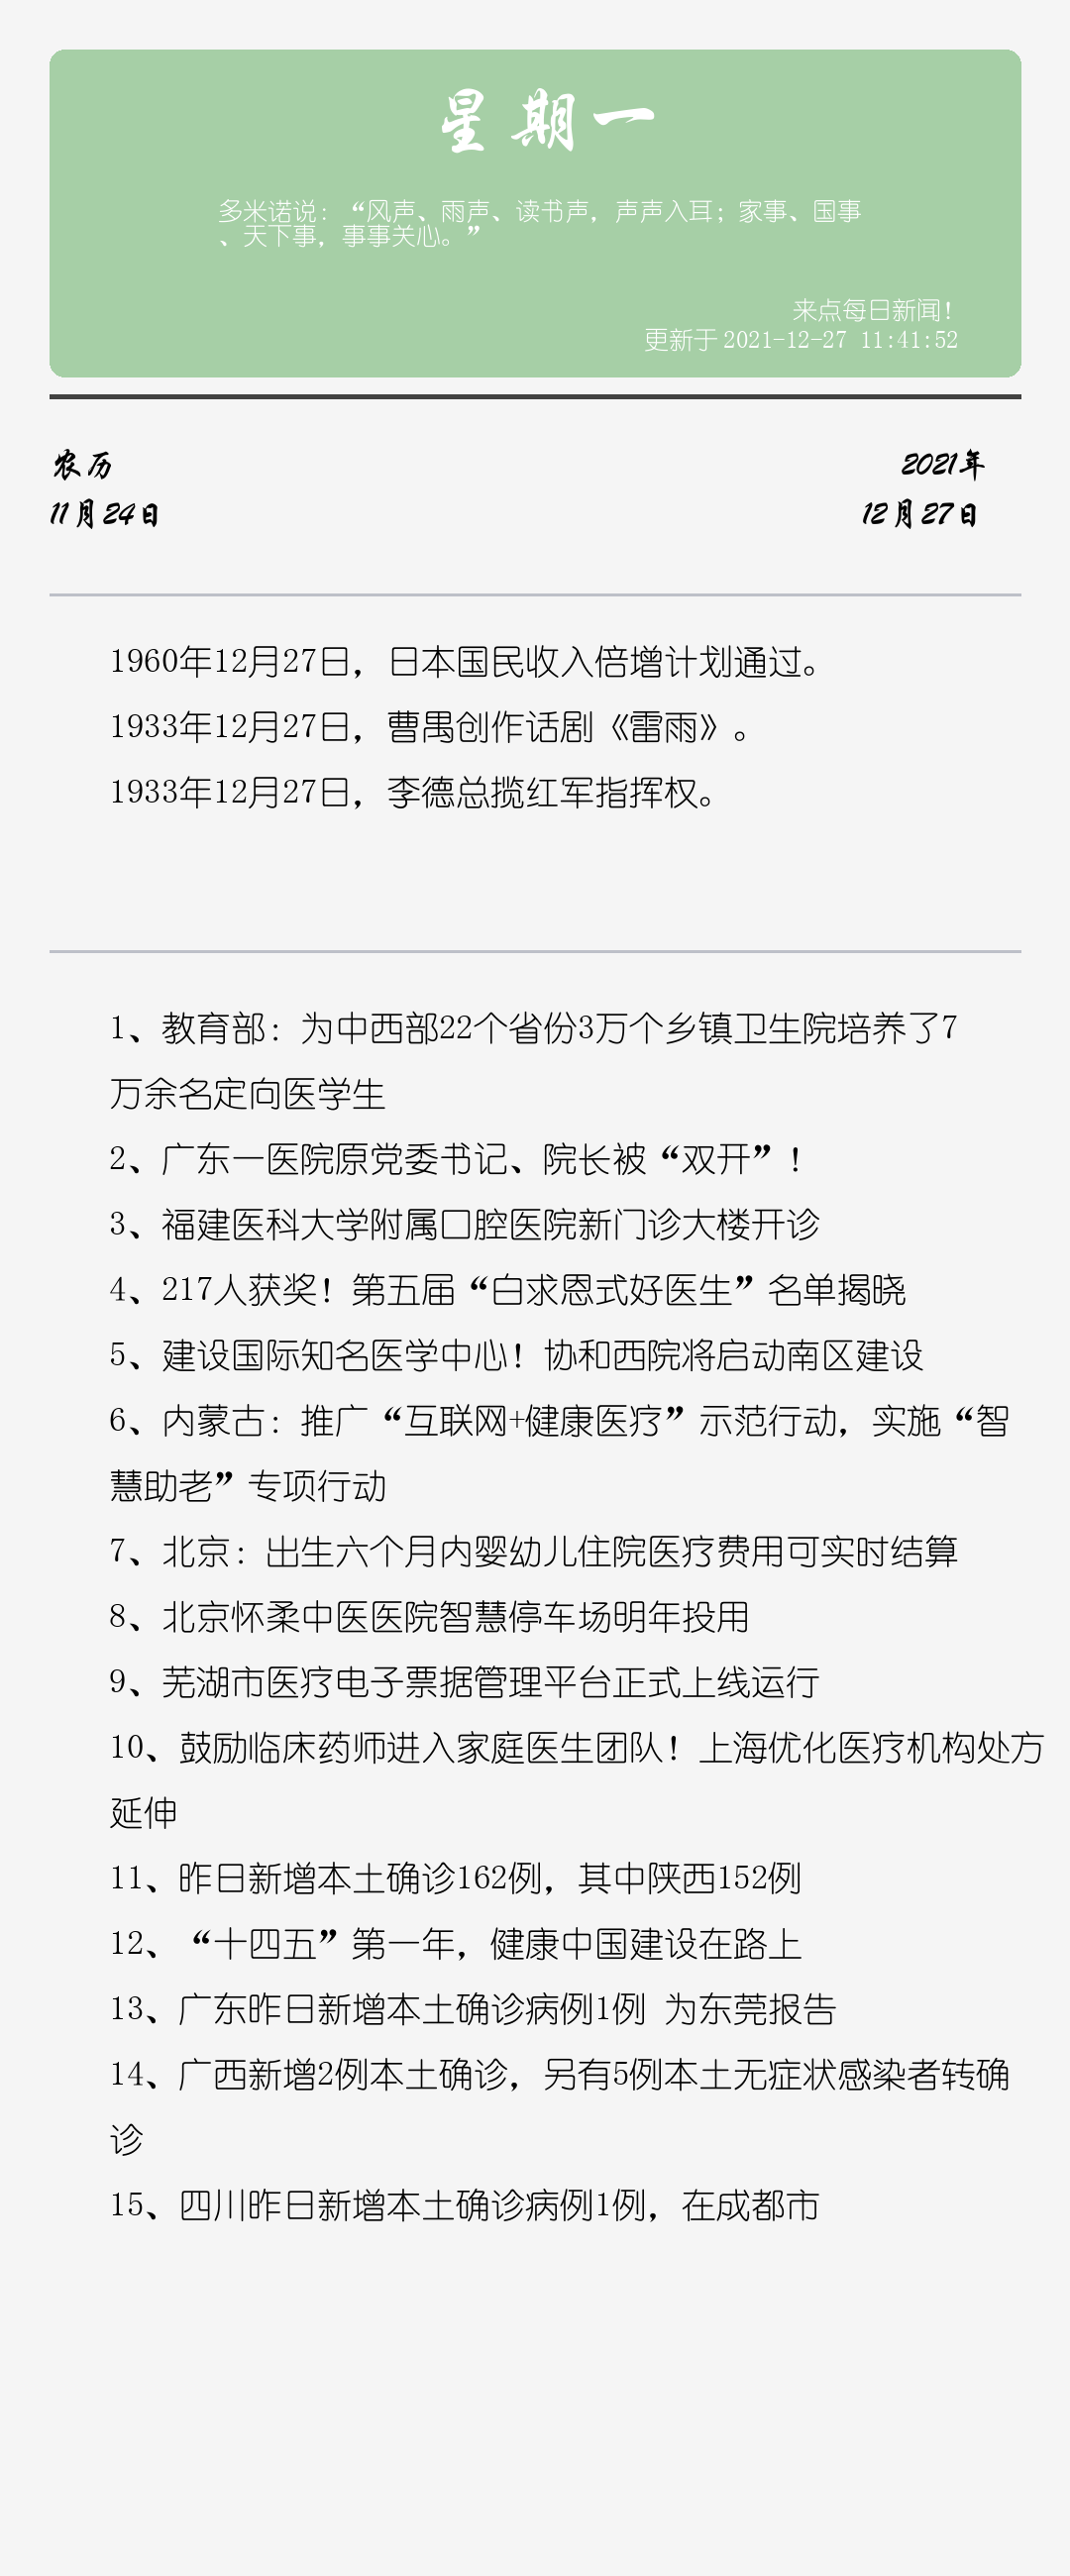 星期一
多米诺说：“风声、雨声、读书声，声声入耳；家事、国事
、天下事，事事关心。”
来点每日新闻！
更新于 2021-12-27 11:41:52
农历
2021年
11月24日
12月27日
1960年12月27日，日本国民收入倍增计划通过。
1933年12月27日，曹禺创作话剧《雷雨》。
1933年12月27日，李德总揽红军指挥权。
1、教育部：为中西部22个省份3万个乡镇卫生院培养了7
万余名定向医学生
2、广东一医院原党委书记、院长被“双开”！
3、福建医科大学附属口腔医院新门诊大楼开诊
4、217人获奖！第五届“白求恩式好医生”名单揭晓
5、建设国际知名医学中心！协和西院将启动南区建设
6、内蒙古：推广“互联网+健康医疗”示范行动，实施“智
慧助老”专项行动
7、北京：出生六个月内婴幼儿住院医疗费用可实时结算
8、北京怀柔中医医院智慧停车场明年投用
9、芜湖市医疗电子票据管理平台正式上线运行
10、鼓励临床药师进入家庭医生团队！上海优化医疗机构处方
延伸
11、昨日新增本土确诊162例，其中陕西152例
12、“十四五”第一年，健康中国建设在路上
13、广东昨日新增本土确诊病例1例 为东莞报告
14、广西新增2例本土确诊，另有5例本土无症状感染者转确
诊
15、四川昨日新增本土确诊病例1例，在成都市